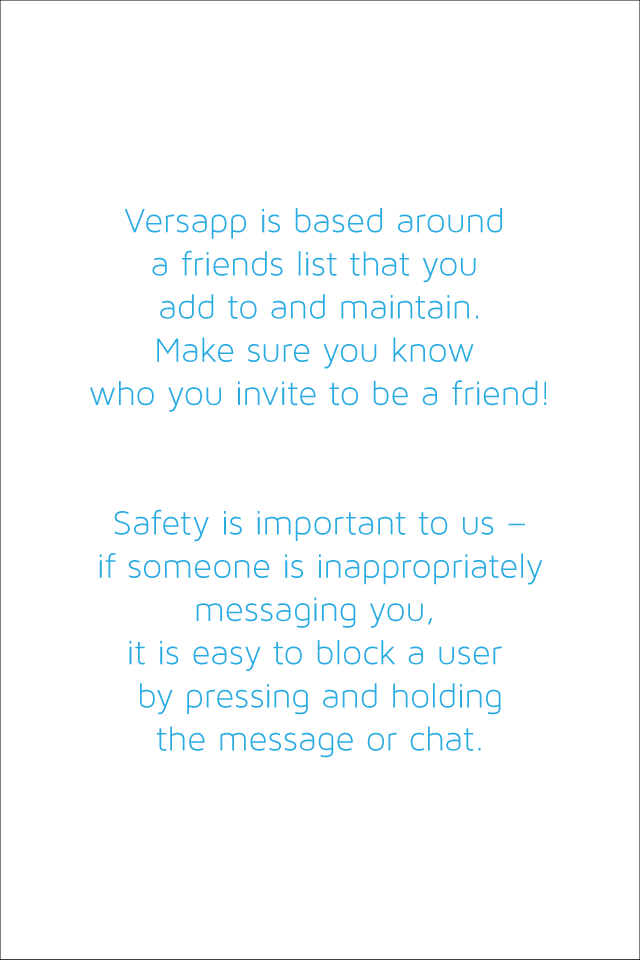 Versapp is based around
a friends list that you
add to and maintain.
Make sure you know
who you invite to be a friend!
Safety is important to us –
if someone is inappropriately
messaging you,
it is easy to block a user
by pressing and holding
the message or chat.